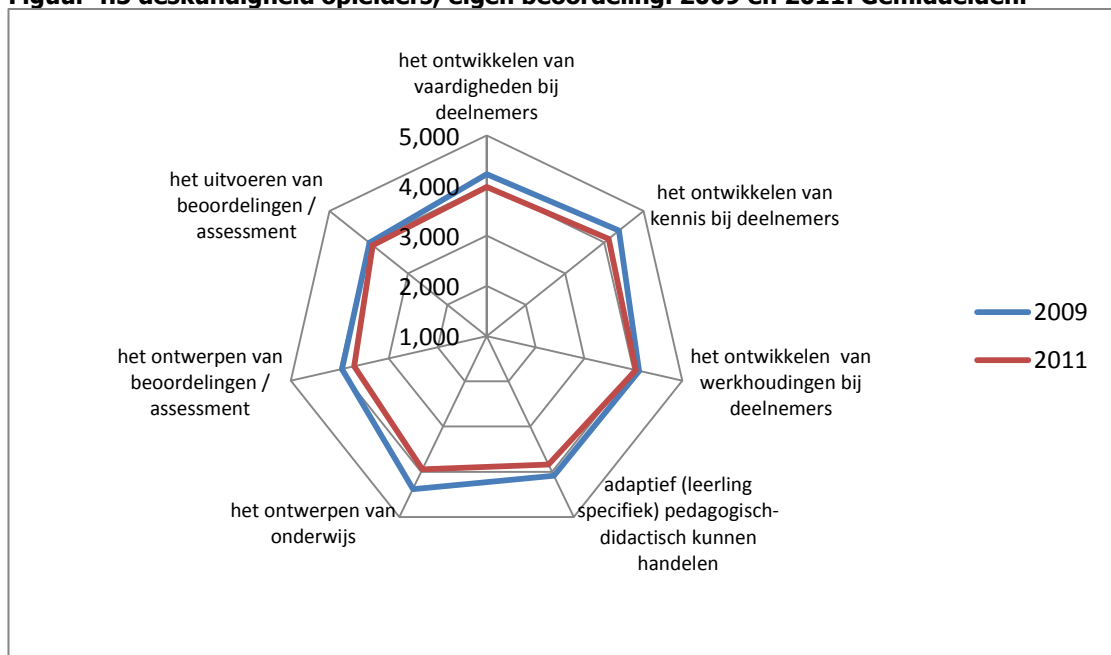 Figuur 4.3 deskundigheid opleiders, eigen beoordeling. 2009 en 2011. Gemiddelden.
het ontwikkelen van
vaardigheden bij
deelnemers
5,000
4,000
3,000
2,000
1,000
het ontwikkelen van
kennis bij deelnemers
het ontwikkelen van
werkhoudingen bij
deelnemers
adaptief (leerling
specifiek) pedagogisch-
didactisch kunnen
handelen
het ontwerpen van
onderwijs
het ontwerpen van
beoordelingen /
assessment
het uitvoeren van
beoordelingen /
assessment
2009
2011